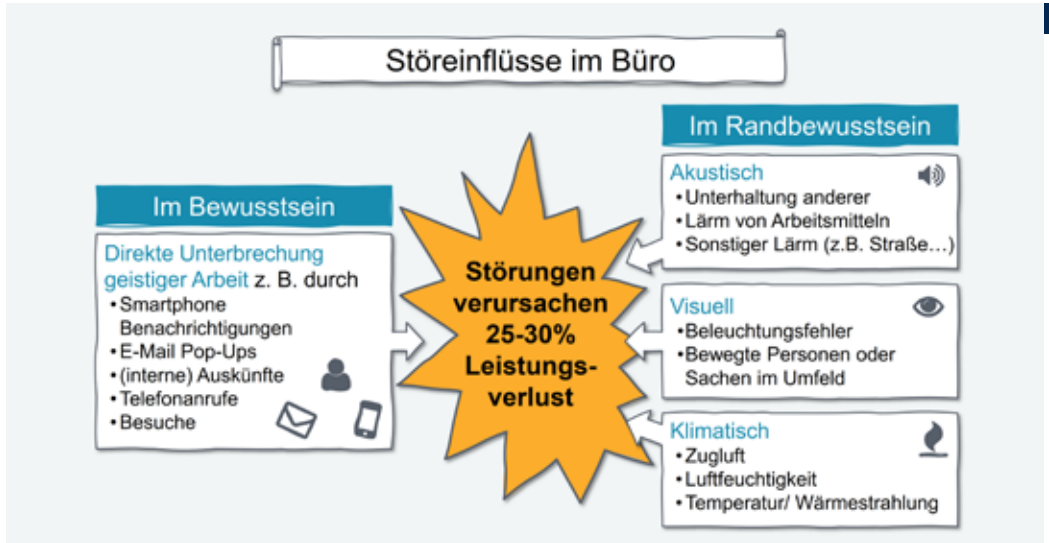 Störeinflüsse im Büro
Im Bewusstsein
Direkte Unterbrechung
geistiger Arbeit z. B. durch
•Smartphone
Benachrichtigungen
•E-Mail Pop-Ups
•(interne) Auskünfte
•Telefonanrufe
•Besuche
Störungen
verursachen
25-30%
Leistungs-
verlust
Im Randbewusstsein
Akustisch
•Unterhaltung anderer
•Lärm von Arbeitsmitteln
•Sonstiger Lärm (z.B. Straße…)
Visuell
•Beleuchtungsfehler
•Bewegte Personen oder
Sachen im Umfeld
Klimatisch
•Zugluft
•Luftfeuchtigkeit
•Temperatur/ Wärmestrahlung